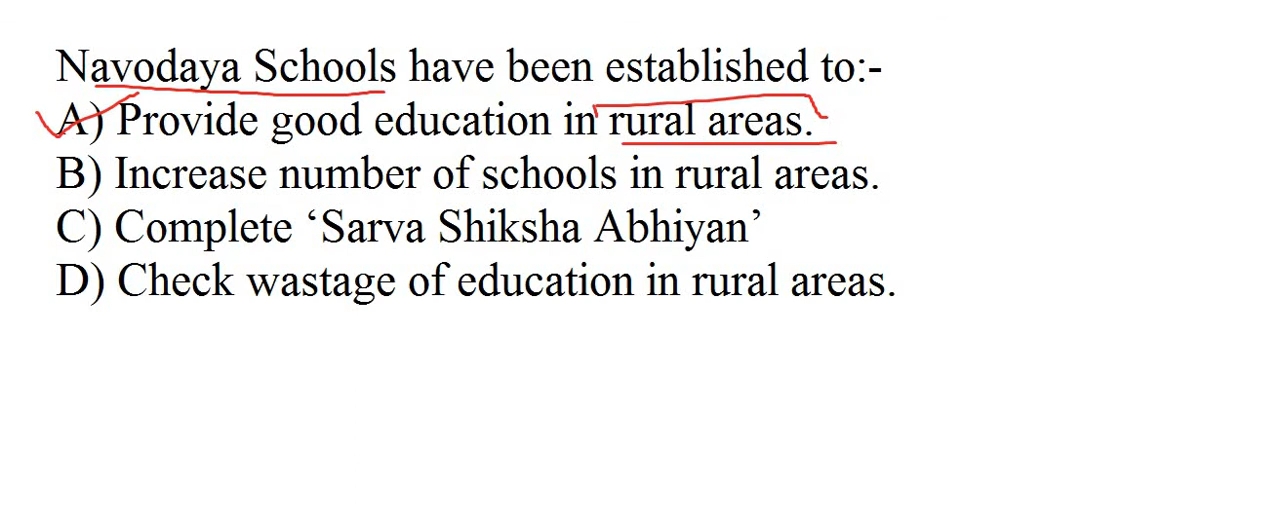 Navodaya Schools have been established to:-
A) Provide good education in rural areas.
B) Increase number of schools in rural areas.
C) Complete ‘Sarva Shiksha Abhiyan’
D) Check wastage of education in rural areas.